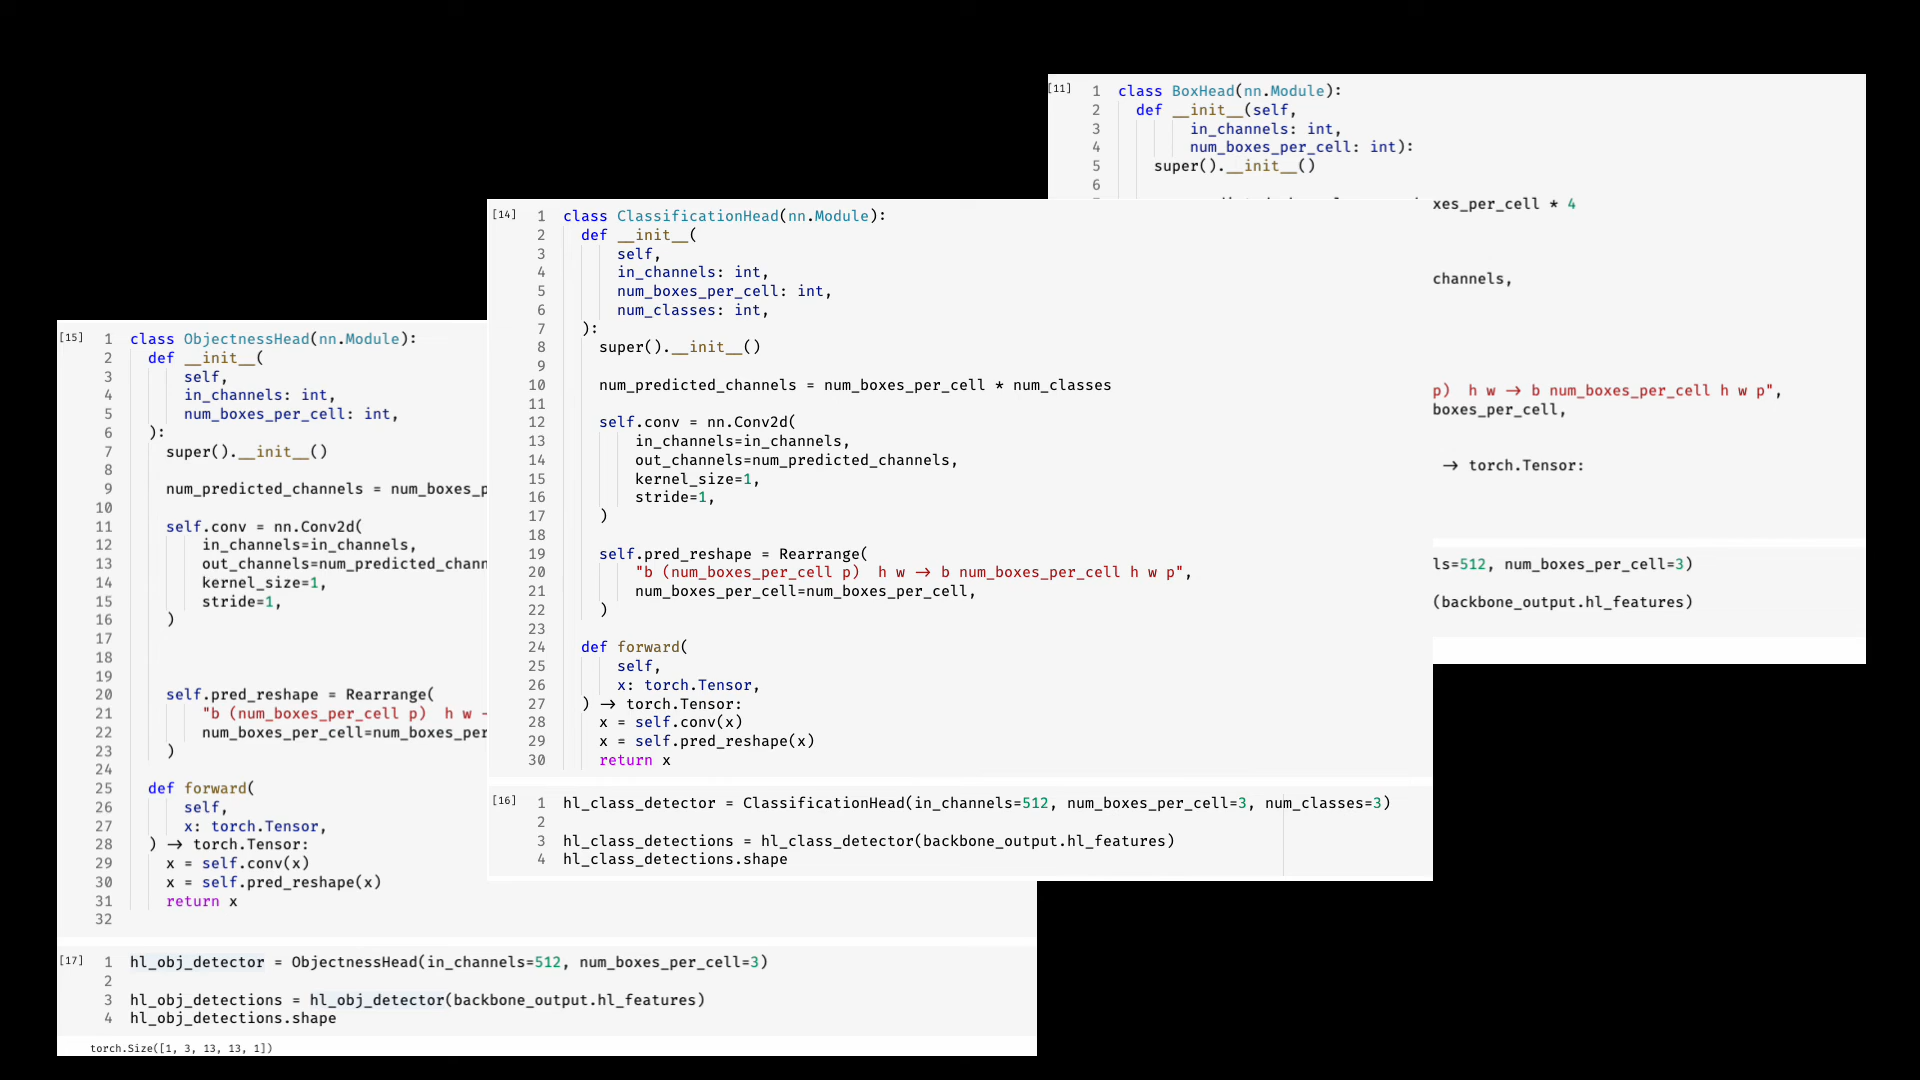 [11] 1 class BoxHead(nn.Module):
2 def __init__(self,
3 in_channels: int,
4 num_boxes_per_cell: int):
5 super().__init__()
6
xes_per_cell * 4
channels,
p)  h w → b num_boxes_per_cell h w p",
boxes_per_cell,
→ torch.Tensor:
ls=512, num_boxes_per_cell=3)
(backbone_output.hl_features)
[14] 1 class ClassificationHead(nn.Module):
2 def __init__(
3 self,
4 in_channels: int,
5 num_boxes_per_cell: int,
6 num_classes: int,
7 ):
8 super().__init__()
9
10 num_predicted_channels = num_boxes_per_cell * num_classes
11
12 self.conv = nn.Conv2d(
13 in_channels=in_channels,
14 out_channels=num_predicted_channels,
15 kernel_size=1,
16 stride=1,
17 )
18
19 self.pred_reshape = Rearrange(
20 "b (num_boxes_per_cell p)  h w → b num_boxes_per_cell h w p",
21 num_boxes_per_cell=num_boxes_per_cell,
22 )
23
24 def forward(
25 self,
26 x: torch.Tensor,
27 ) → torch.Tensor:
28 x = self.conv(x)
29 x = self.pred_reshape(x)
30 return x
[16] 1 hl_class_detector = ClassificationHead(in_channels=512, num_boxes_per_cell=3, num_classes=3)
2
3 hl_class_detections = hl_class_detector(backbone_output.hl_features)
4 hl_class_detections.shape
[15] 1 class ObjectnessHead(nn.Module):
2 def __init__(
3 self,
4 in_channels: int,
5 num_boxes_per_cell: int,
6 ):
7 super().__init__()
8
9 num_predicted_channels = num_boxes_p
10
11 self.conv = nn.Conv2d(
12 in_channels=in_channels,
13 out_channels=num_predicted_chann
14 kernel_size=1,
15 stride=1,
16 )
17
18
19
20 self.pred_reshape = Rearrange(
21 "b (num_boxes_per_cell p)  h w -
22 num_boxes_per_cell=num_boxes_per
23 )
24
25 def forward(
26 self,
27 x: torch.Tensor,
28 ) → torch.Tensor:
29 x = self.conv(x)
30 x = self.pred_reshape(x)
31 return x
32
[17] 1 hl_obj_detector = ObjectnessHead(in_channels=512, num_boxes_per_cell=3)
2
3 hl_obj_detections = hl_obj_detector(backbone_output.hl_features)
4 hl_obj_detections.shape
torch.Size([1, 3, 13, 13, 1])